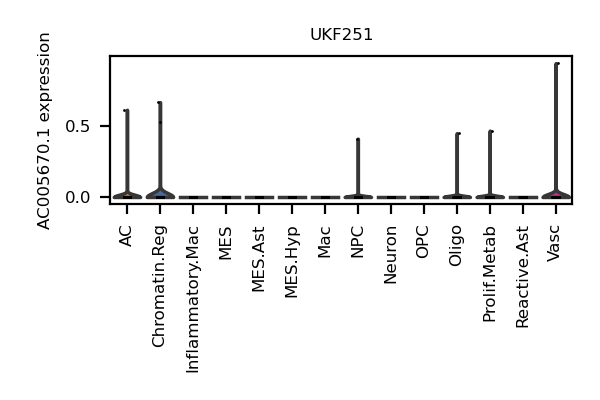 UKF251
AC005670.1 expression
0.5
0.0
AC
Chromatin.Reg
Inflammatory.Mac
MES
MES.Ast
MES.Hyp
Mac
NPC
Neuron
OPC
Oligo
Prolif.Metab
Reactive.Ast
Vasc